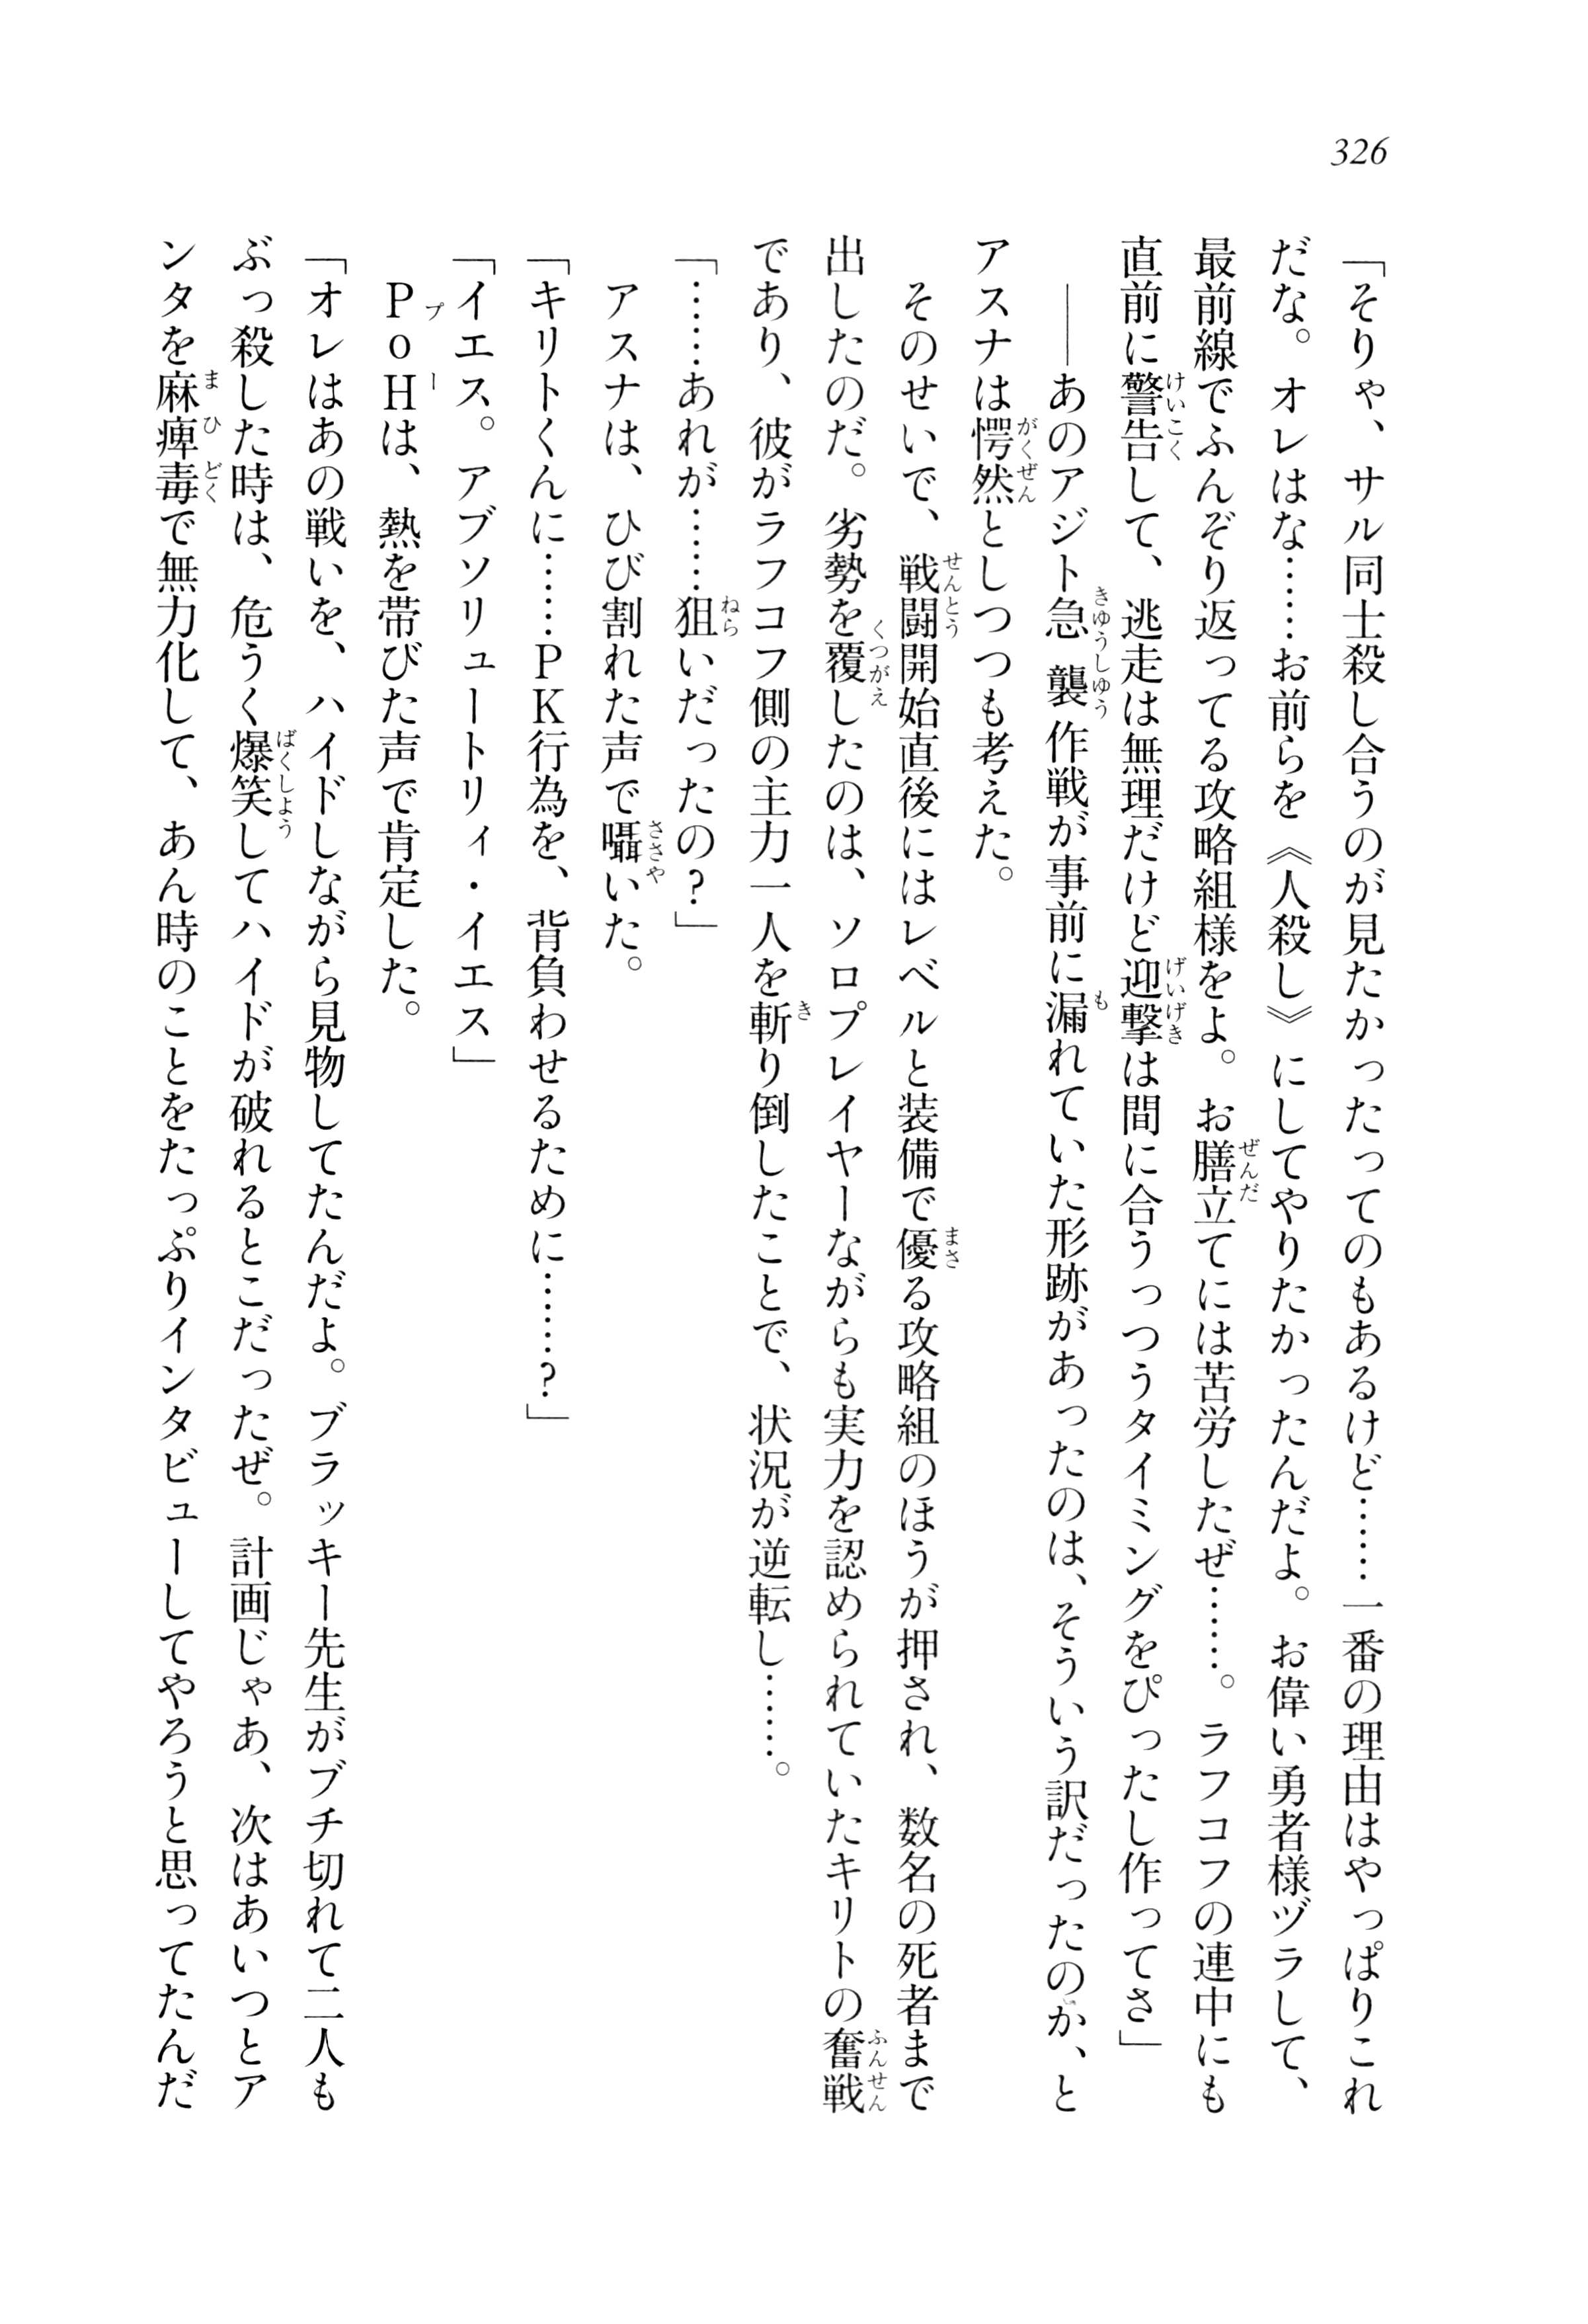 326
「そりゃ、サル同士殺し合うのが見たかったってのもあるけど……一番の理由はやっぱりこれ
だな。オレはな……お前らを《人殺し》にしてやりたかったんだよ。お偉い勇者様ヅラして、
最前線でふんぞり返ってる攻略組様をよ。お膳立てには苦労したぜ……。ラフコフの連中にも
直前に警告して、逃走は無理だけど迎撃は間に合うっつうタイミングをぴったし作ってさ」
――あのアジト急襲作戦が事前に漏れていた形跡があったのは、そういう訳だったのか、と
アスナは愕然としつつも考えた。
そのせいで、戦闘開始直後にはレベルと装備で優る攻略組のほうが押され、数名の死者まで
出したのだ。劣勢を覆したのは、ソロプレイヤーながらも実力を認められていたキリトの奮戦
であり、彼がラフコフ側の主力一人を斬り倒したことで、状況が逆転し……。
「……あれが……狙いだったの?」
アスナは、ひび割れた声で囁いた。
「キリトくんに……PK行為を、背負わせるために……?」
「イエス。アブソリュートリィ・イエス」
PoHは、熱を帯びた声で肯定した。
「オレはあの戦いを、ハイドしながら見物してたんだよ。ブラッキー先生がブチ切れて二人も
ぶっ殺した時は、危うく爆笑してハイドが破れるとこだったぜ。計画じゃあ、次はあいつとア
ンタを麻痺毒で無力化して、あん時のことをたっぷりインタビューしてやろうと思ってたんだ